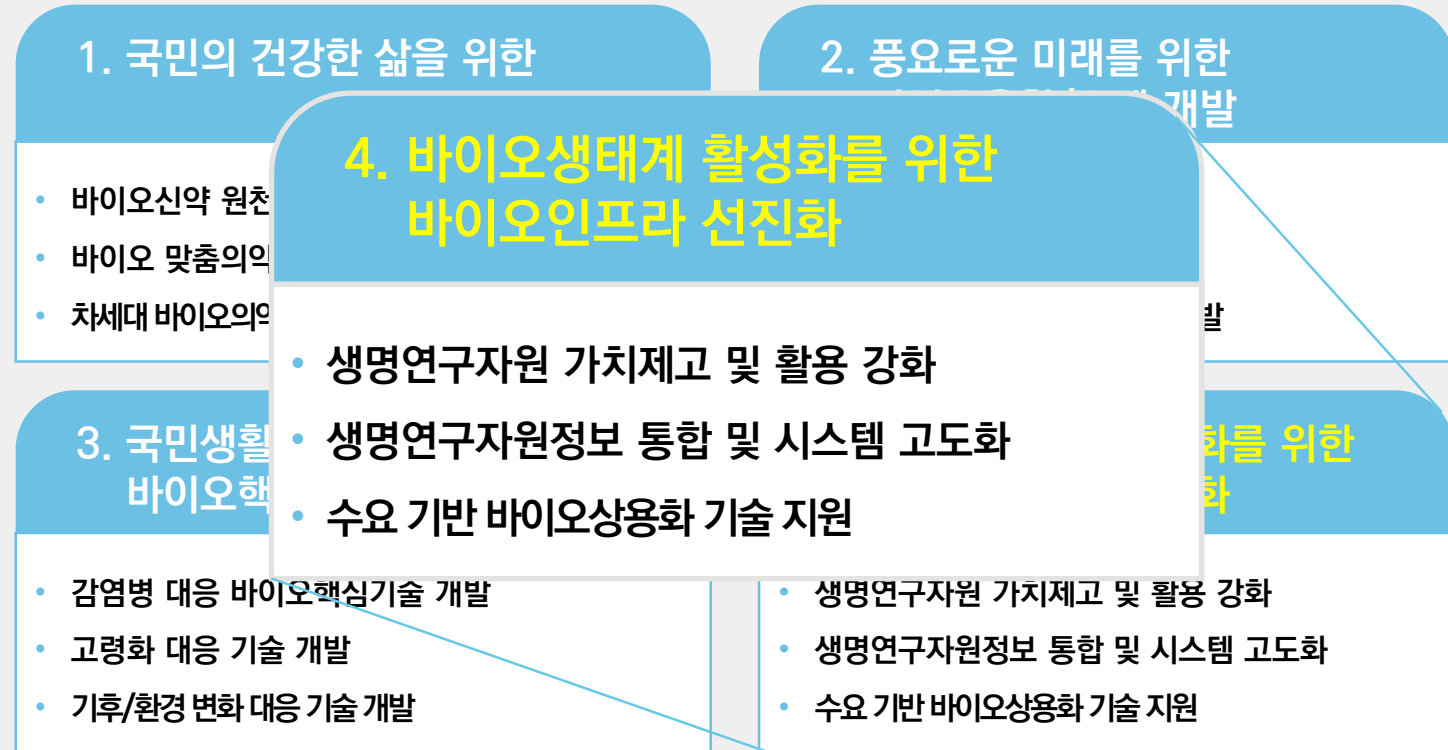 1. 국민의 건강한 삶을 위한
바이오신약 원천
바이오 맞춤의약
차세대 바이오의약
2. 풍요로운 미래를 위한
개발
발
4. 바이오생태계 활성화를 위한
바이오인프라 선진화
• 생명연구자원 가치제고 및 활용 강화
• 생명연구자원정보 통합 및 시스템 고도화
• 수요 기반 바이오상용화 기술 지원
3. 국민생활
바이오핵
• 감염병 대응 바이오핵심기술 개발
• 고령화 대응 기술 개발
• 기후/환경 변화 대응 기술 개발
화를 위한
화
• 생명연구자원 가치제고 및 활용 강화
• 생명연구자원정보 통합 및 시스템 고도화
• 수요 기반 바이오상용화 기술 지원